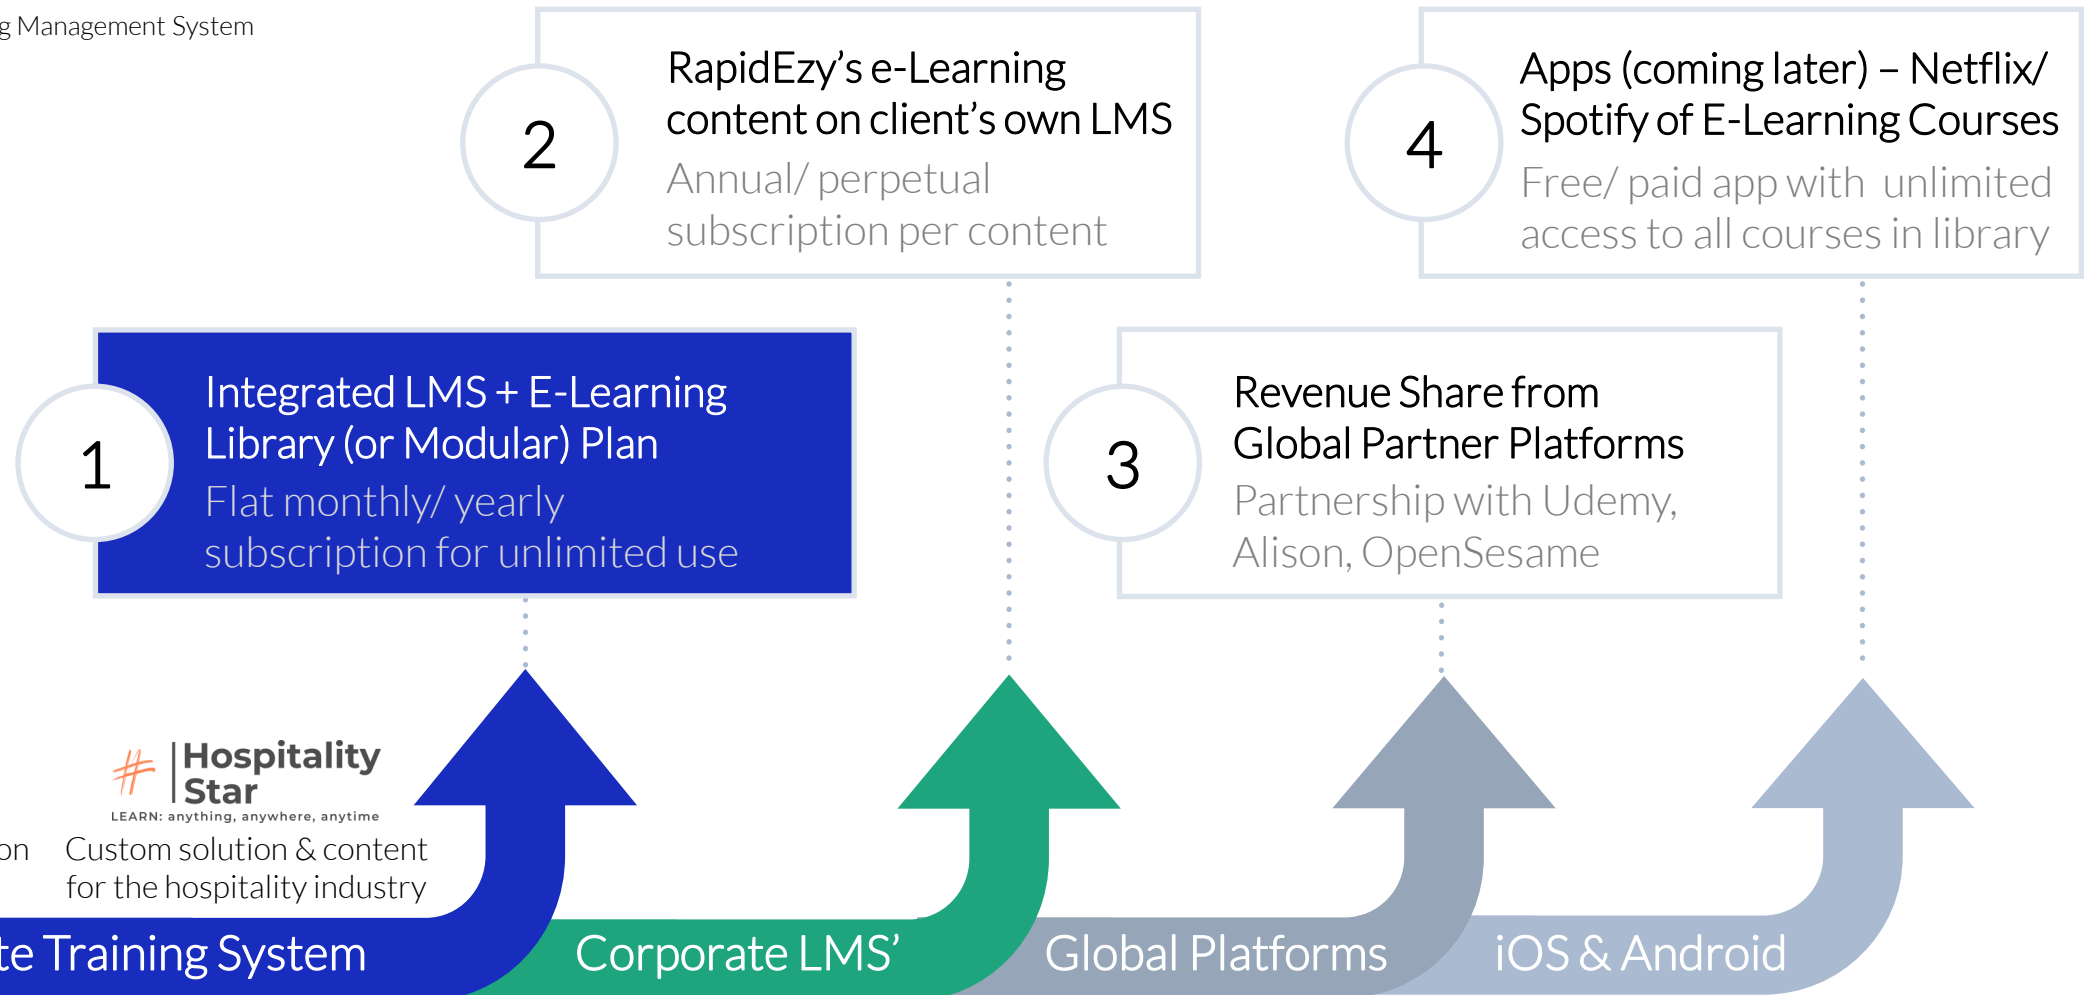 g Management System
2
RapidEzy’s e-Learning
content on client’s own LMS
Annual/ perpetual
subscription per content
4
Apps (coming later) – Netflix/
Spotify of E-Learning Courses
Free/ paid app with unlimited
access to all courses in library
1
Integrated LMS + E-Learning
Library (or Modular) Plan
Flat monthly/ yearly
subscription for unlimited use
3
Revenue Share from
Global Partner Platforms
Partnership with Udemy,
Alison, OpenSesame
# Hospitality
Star
LEARN: anything, anywhere, anytime
on
Custom solution & content
for the hospitality industry
te Training System
Corporate LMS’
Global Platforms
iOS & Android